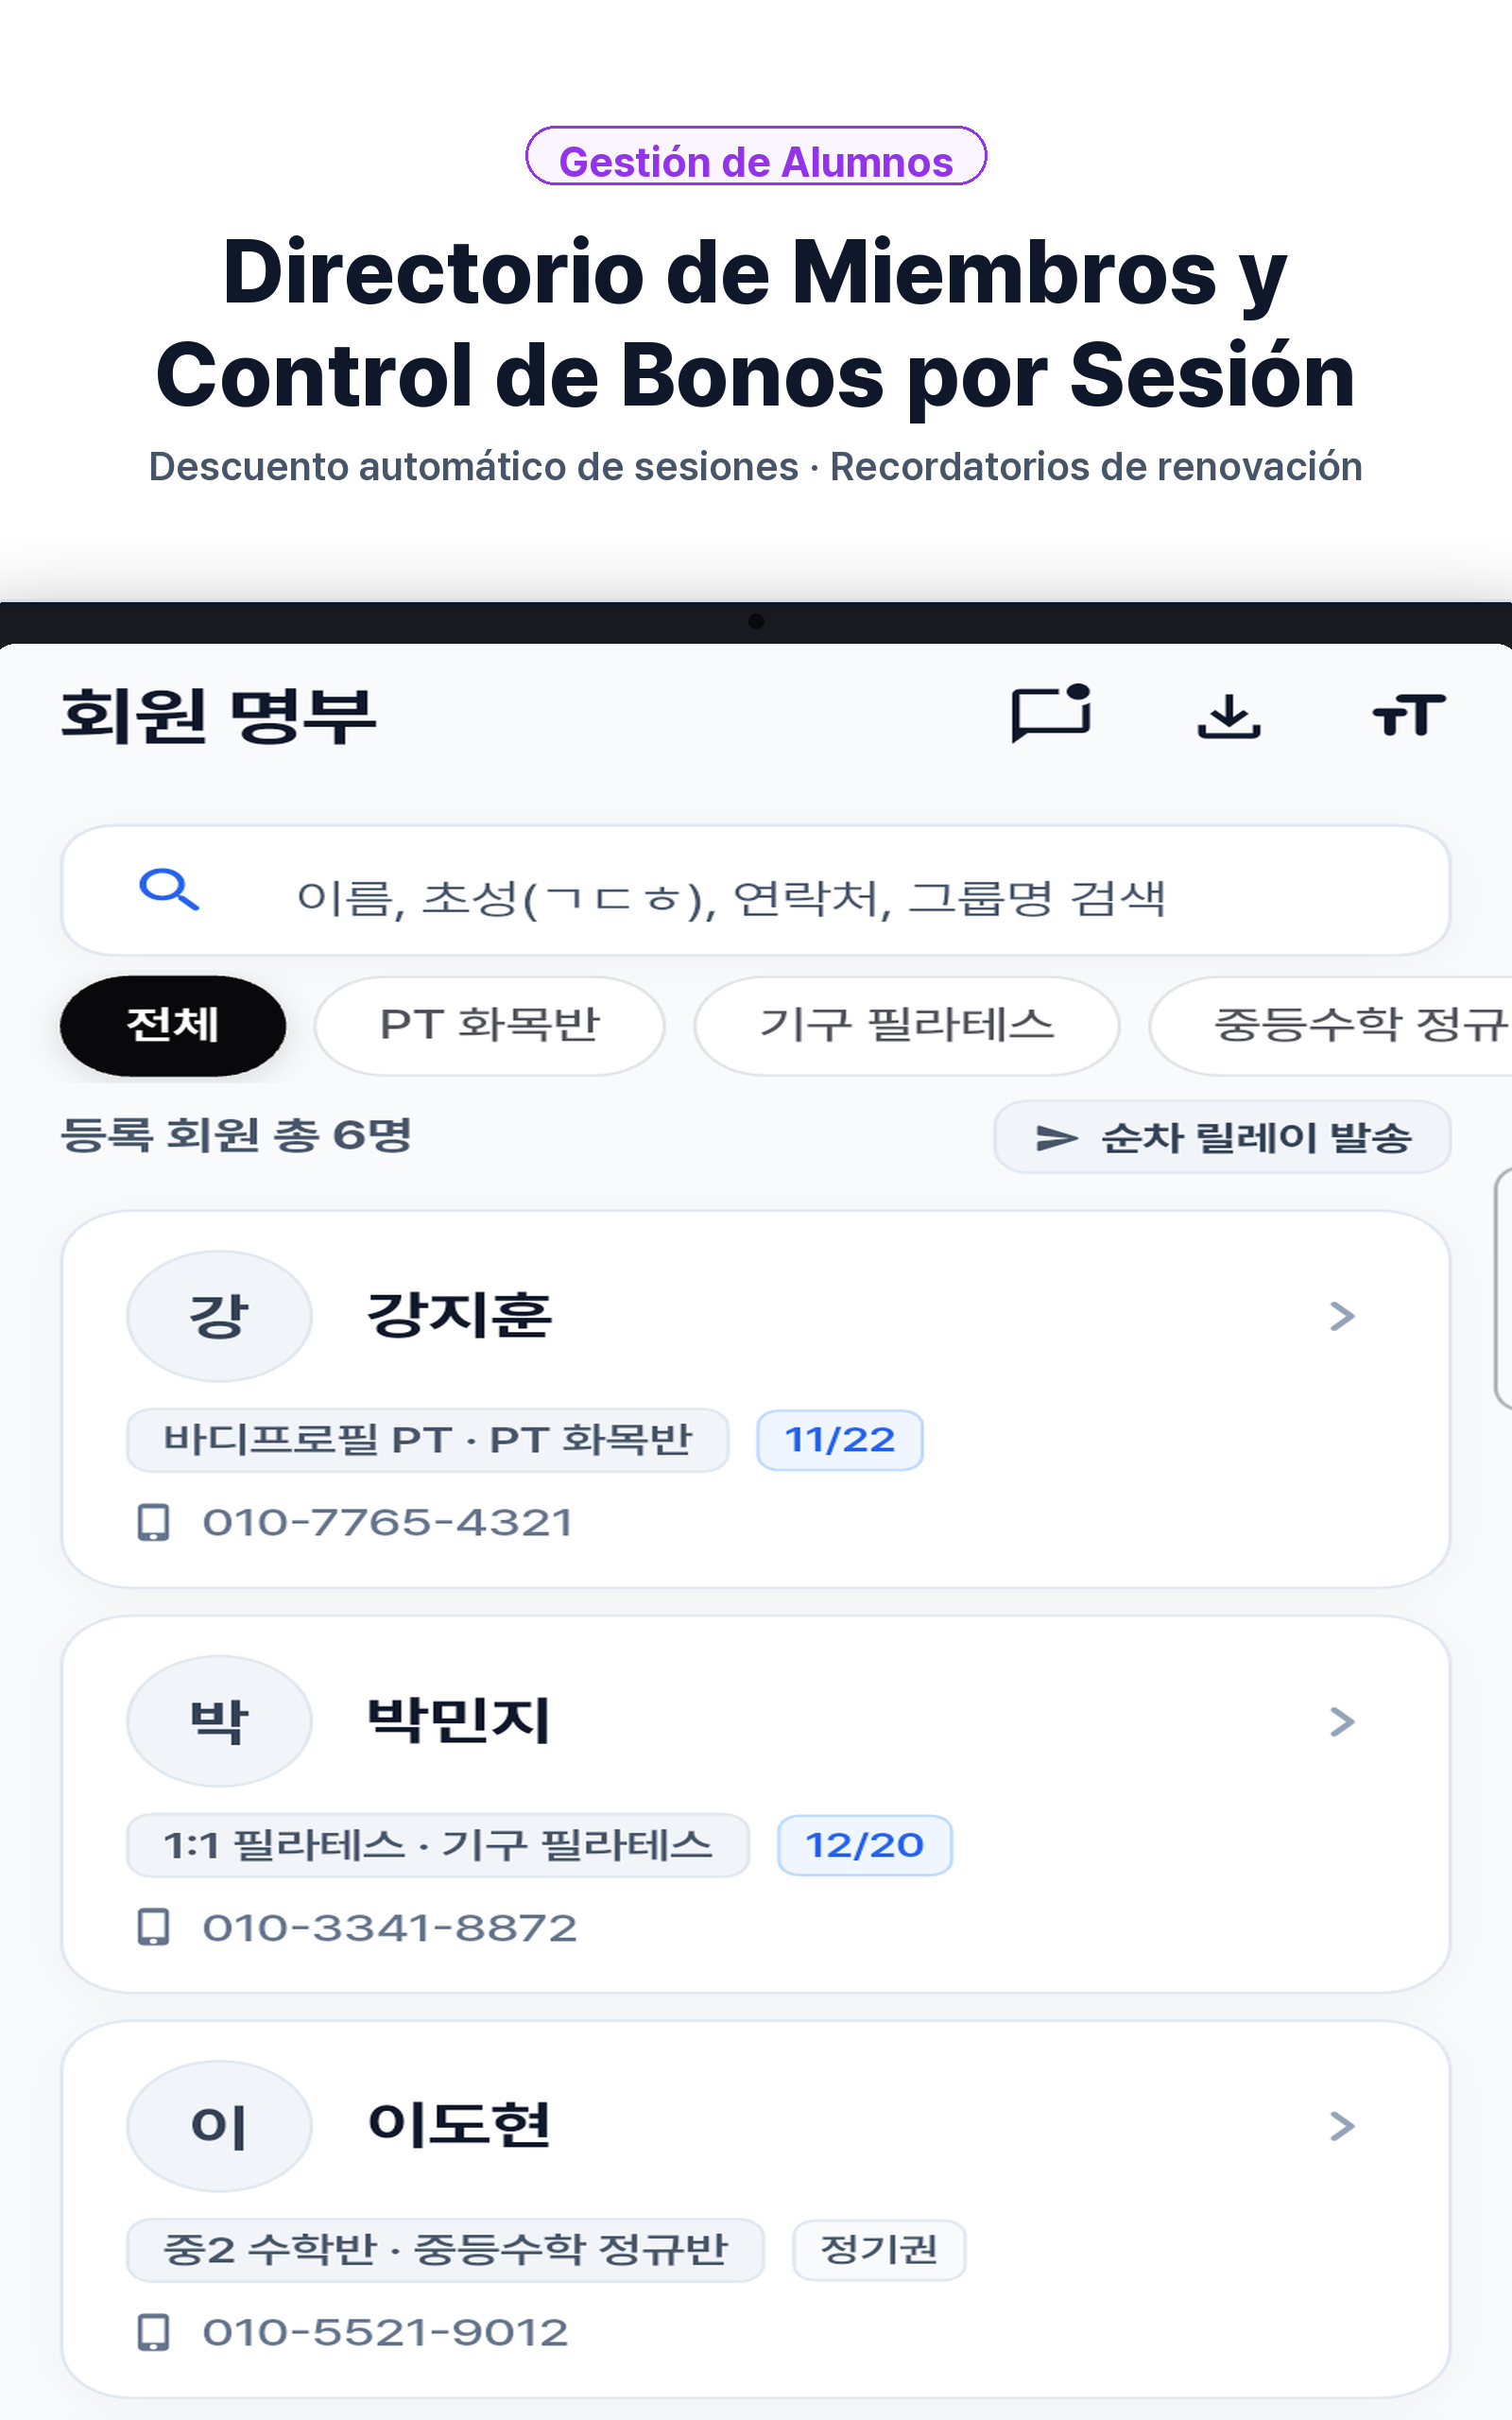 Gestión de Alumnos
Directorio de Miembros y
Control de Bonos por Sesión
Descuento automático de sesiones · Recordatorios de renovación
회원 명부
이름, 초성(ㄱㄷㅎ), 연락처, 그룹명 검색
전체 PT 화목반 기구 필라테스 중등수학 정규
등록 회원 총 6명 순차 릴레이 발송
강 강지훈
바디프로필 PT · PT 화목반 11/22
010-7765-4321
박 박민지
1:1 필라테스 · 기구 필라테스 12/20
010-3341-8872
이 이도현
중2 수학반 · 중등수학 정규반 정기권
010-5521-9012